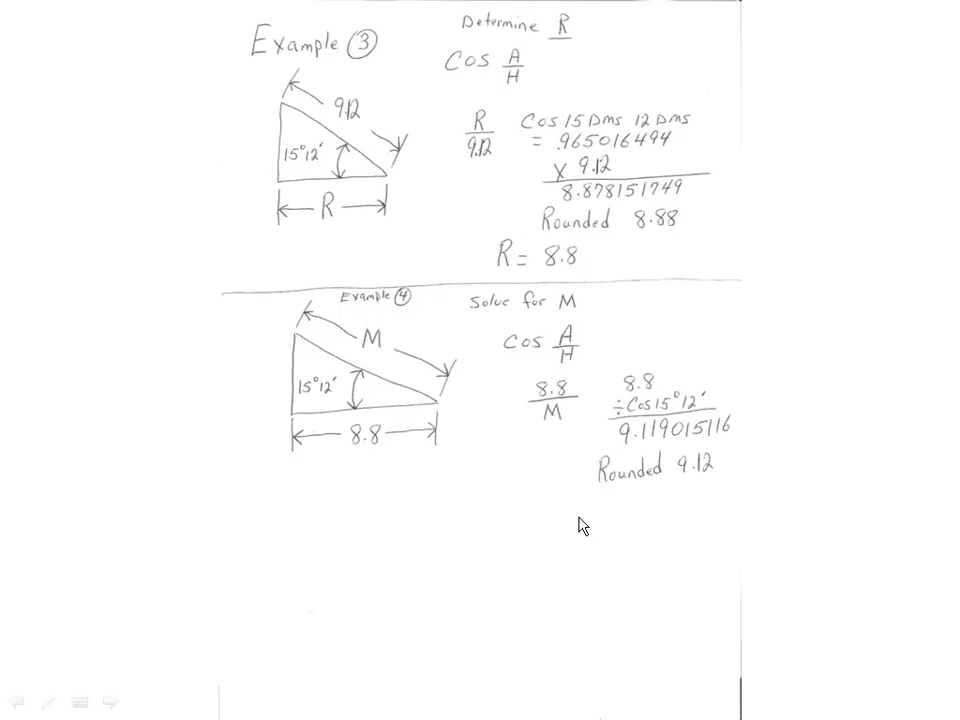 Example ③
Determine R
Cos A/H
9.12
15°12′
R
R/9.12
Cos 15 Dms 12 Dms
= .965016494
X 9.12
8.878151749
Rounded 8.88
R = 8.8
Example ④
Solve for M
M
15°12′
8.8
Cos A/H
8.8/M
8.8
÷Cos15°12′
9.119015116
Rounded 9.12